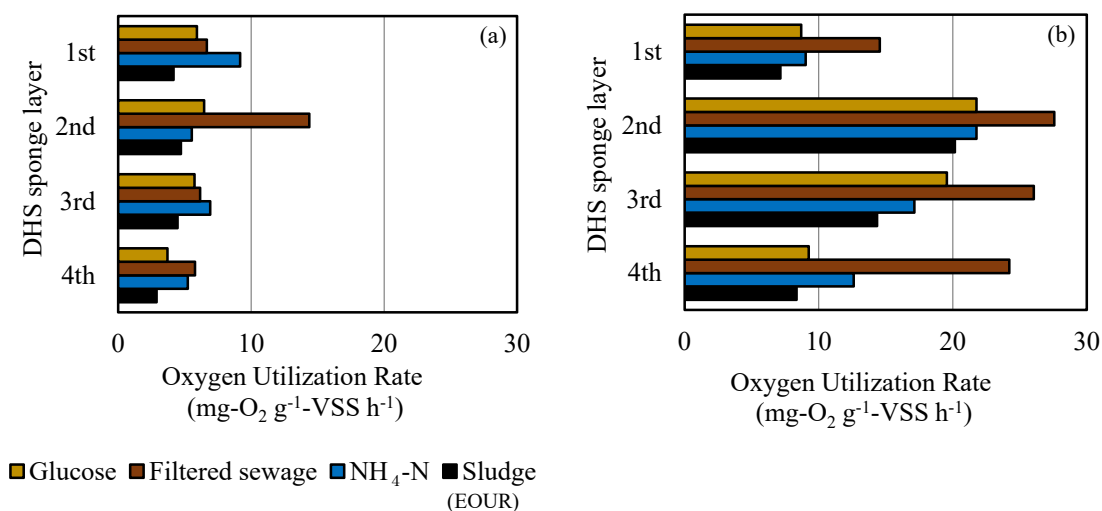 (a)
DHS sponge layer
1st
2nd
3rd
4th
0 10 20 30
Oxygen Utilization Rate
(mg-O₂ g⁻¹-VSS h⁻¹)
(b)
DHS sponge layer
1st
2nd
3rd
4th
0 10 20 30
Oxygen Utilization Rate
(mg-O₂ g⁻¹-VSS h⁻¹)
Glucose Filtered sewage NH₄-N Sludge
(EOUR)